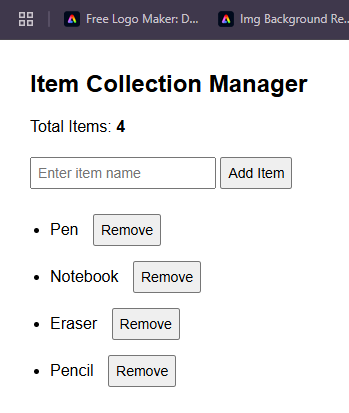 Free Logo Maker: D... Img Background Re...
Item Collection Manager
Total Items: 4
Enter item name Add Item
Pen Remove
Notebook Remove
Eraser Remove
Pencil Remove